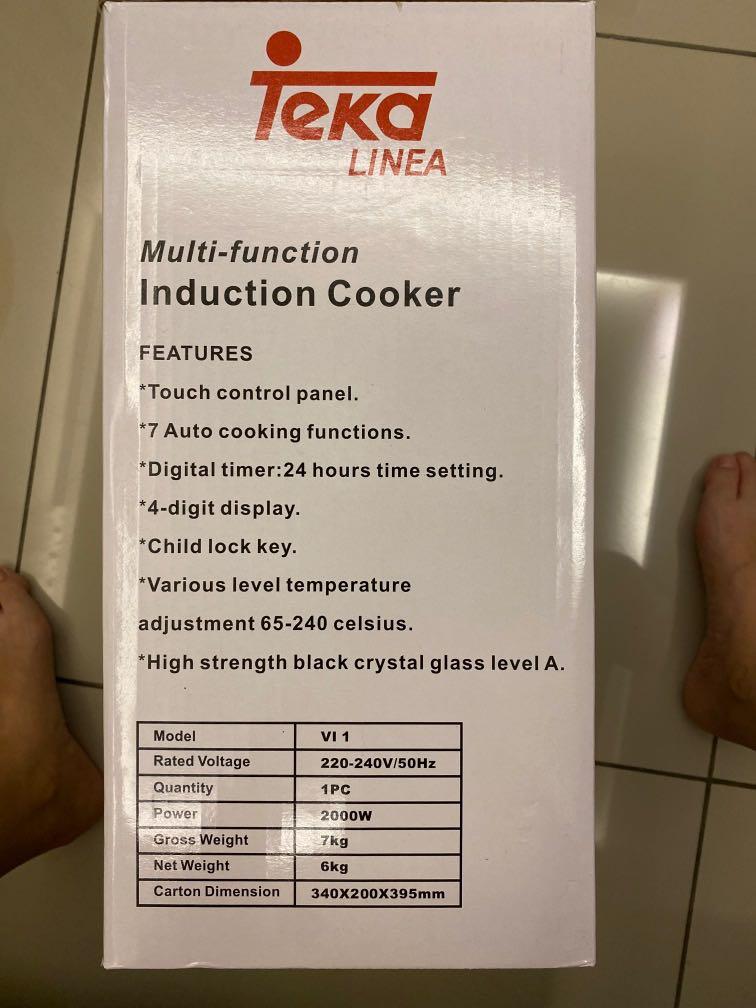 Teka
LINEA
Multi-function
Induction Cooker
FEATURES
*Touch control panel.
*7 Auto cooking functions.
*Digital timer:24 hours time setting.
*4-digit display.
*Child lock key.
*Various level temperature
adjustment 65-240 celsius.
*High strength black crystal glass level A.
Model VI 1
Rated Voltage 220-240V/50Hz
Quantity 1PC
Power 2000W
Gross Weight 7kg
Net Weight 6kg
Carton Dimension 340X200X395mm